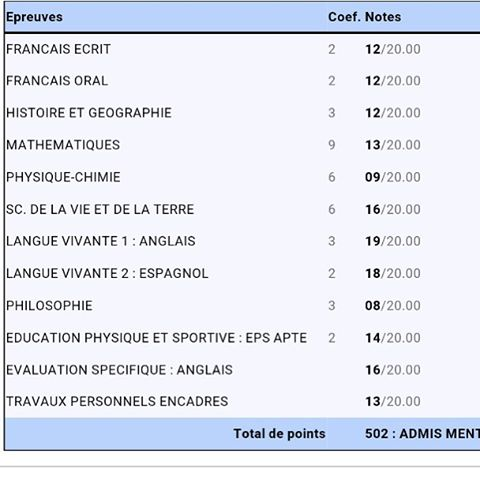 Epreuves Coef. Notes
FRANCAIS ECRIT 2 12/20.00
FRANCAIS ORAL 2 12/20.00
HISTOIRE ET GEOGRAPHIE 3 12/20.00
MATHEMATIQUES 9 13/20.00
PHYSIQUE-CHIMIE 6 09/20.00
SC. DE LA VIE ET DE LA TERRE 6 16/20.00
LANGUE VIVANTE 1 : ANGLAIS 3 19/20.00
LANGUE VIVANTE 2 : ESPAGNOL 2 18/20.00
PHILOSOPHIE 3 08/20.00
EDUCATION PHYSIQUE ET SPORTIVE : EPS APTE 2 14/20.00
EVALUATION SPECIFIQUE : ANGLAIS 16/20.00
TRAVAUX PERSONNELS ENCADRES 13/20.00
Total de points 502 : ADMIS MENT